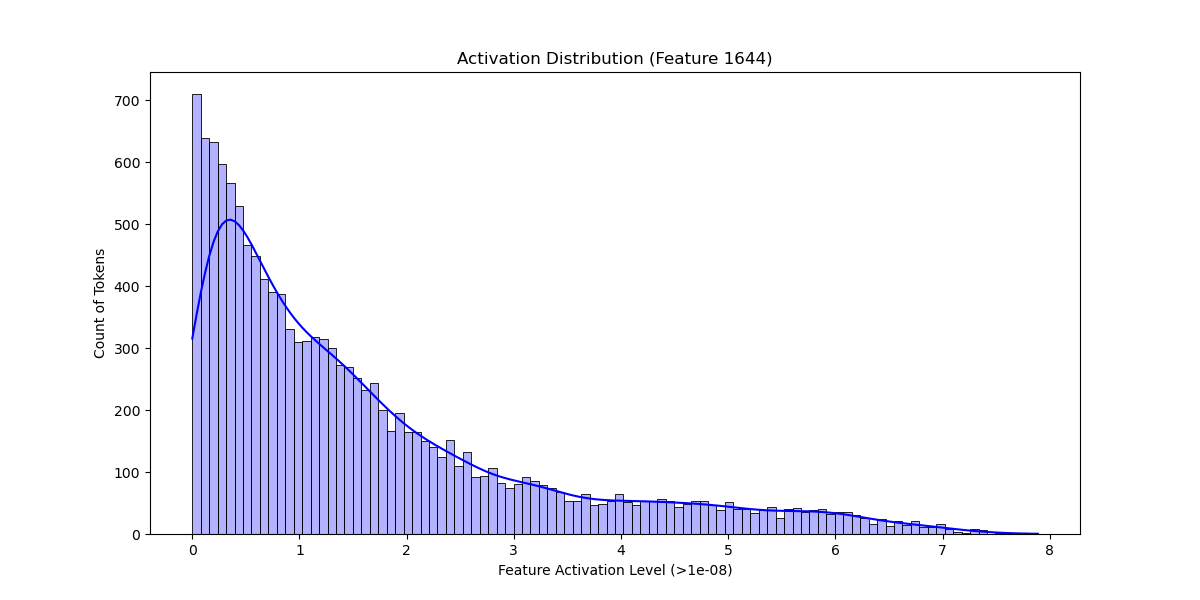 Activation Distribution (Feature 1644)
700
600
500
400
300
200
100
0
Count of Tokens
0 1 2 3 4 5 6 7 8
Feature Activation Level (>1e-08)